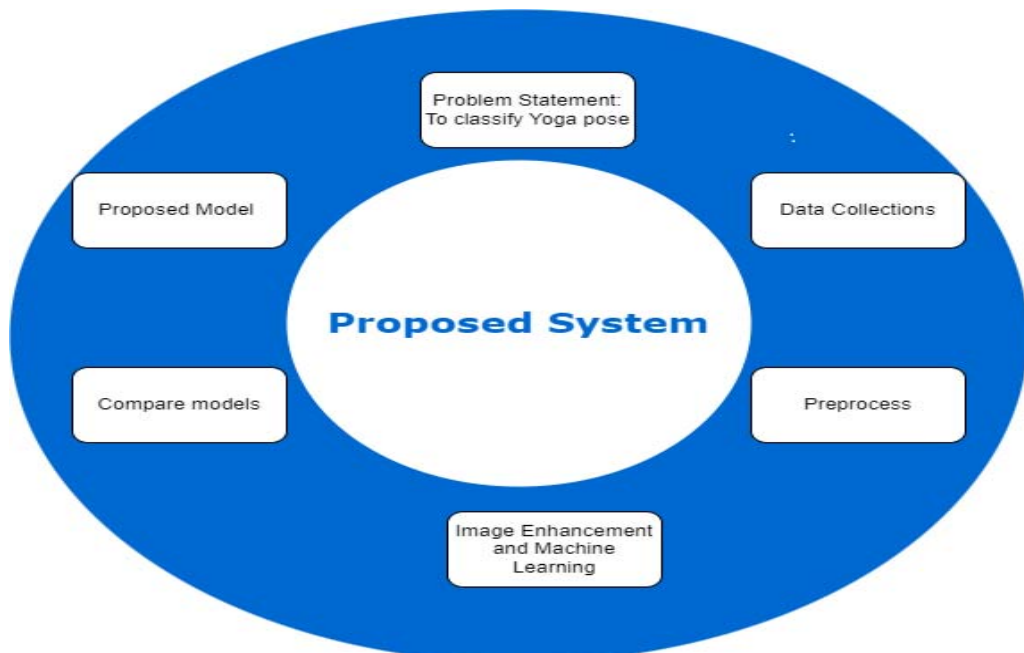 Problem Statement:
To classify Yoga pose
Proposed Model
Data Collections
Proposed System
Compare models
Preprocess
Image Enhancement
and Machine
Learning